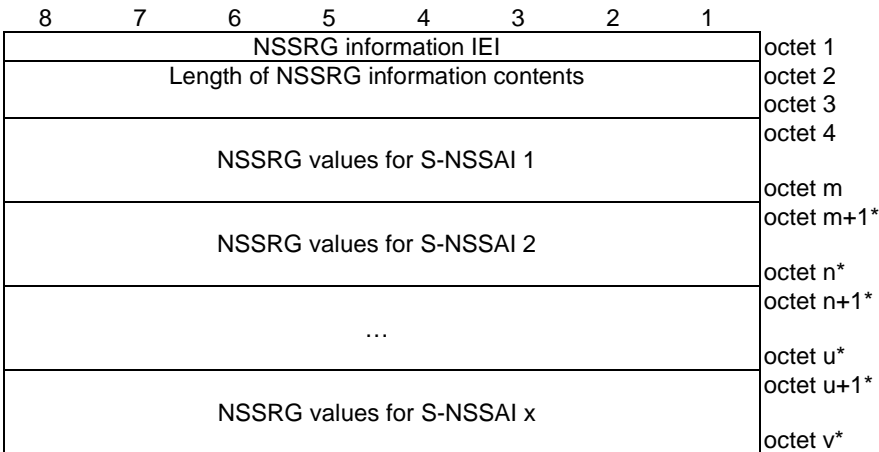 8 7 6 5 4 3 2 1
NSSRG information IEI octet 1
Length of NSSRG information contents octet 2
octet 3
octet 4
NSSRG values for S-NSSAI 1
octet m
octet m+1*
NSSRG values for S-NSSAI 2
octet n*
octet n+1*
…
octet u*
octet u+1*
NSSRG values for S-NSSAI x
octet v*